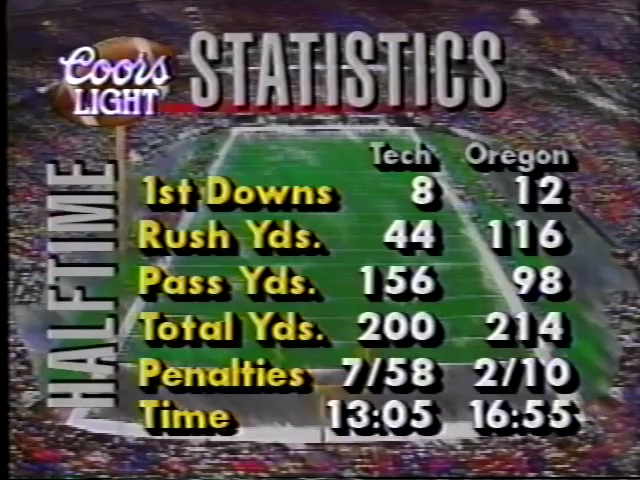 Coors
LIGHT
STATISTICS
HALFTIME
Tech Oregon
1st Downs 8 12
Rush Yds. 44 116
Pass Yds. 156 98
Total Yds. 200 214
Penalties 7/58 2/10
Time 13:05 16:55